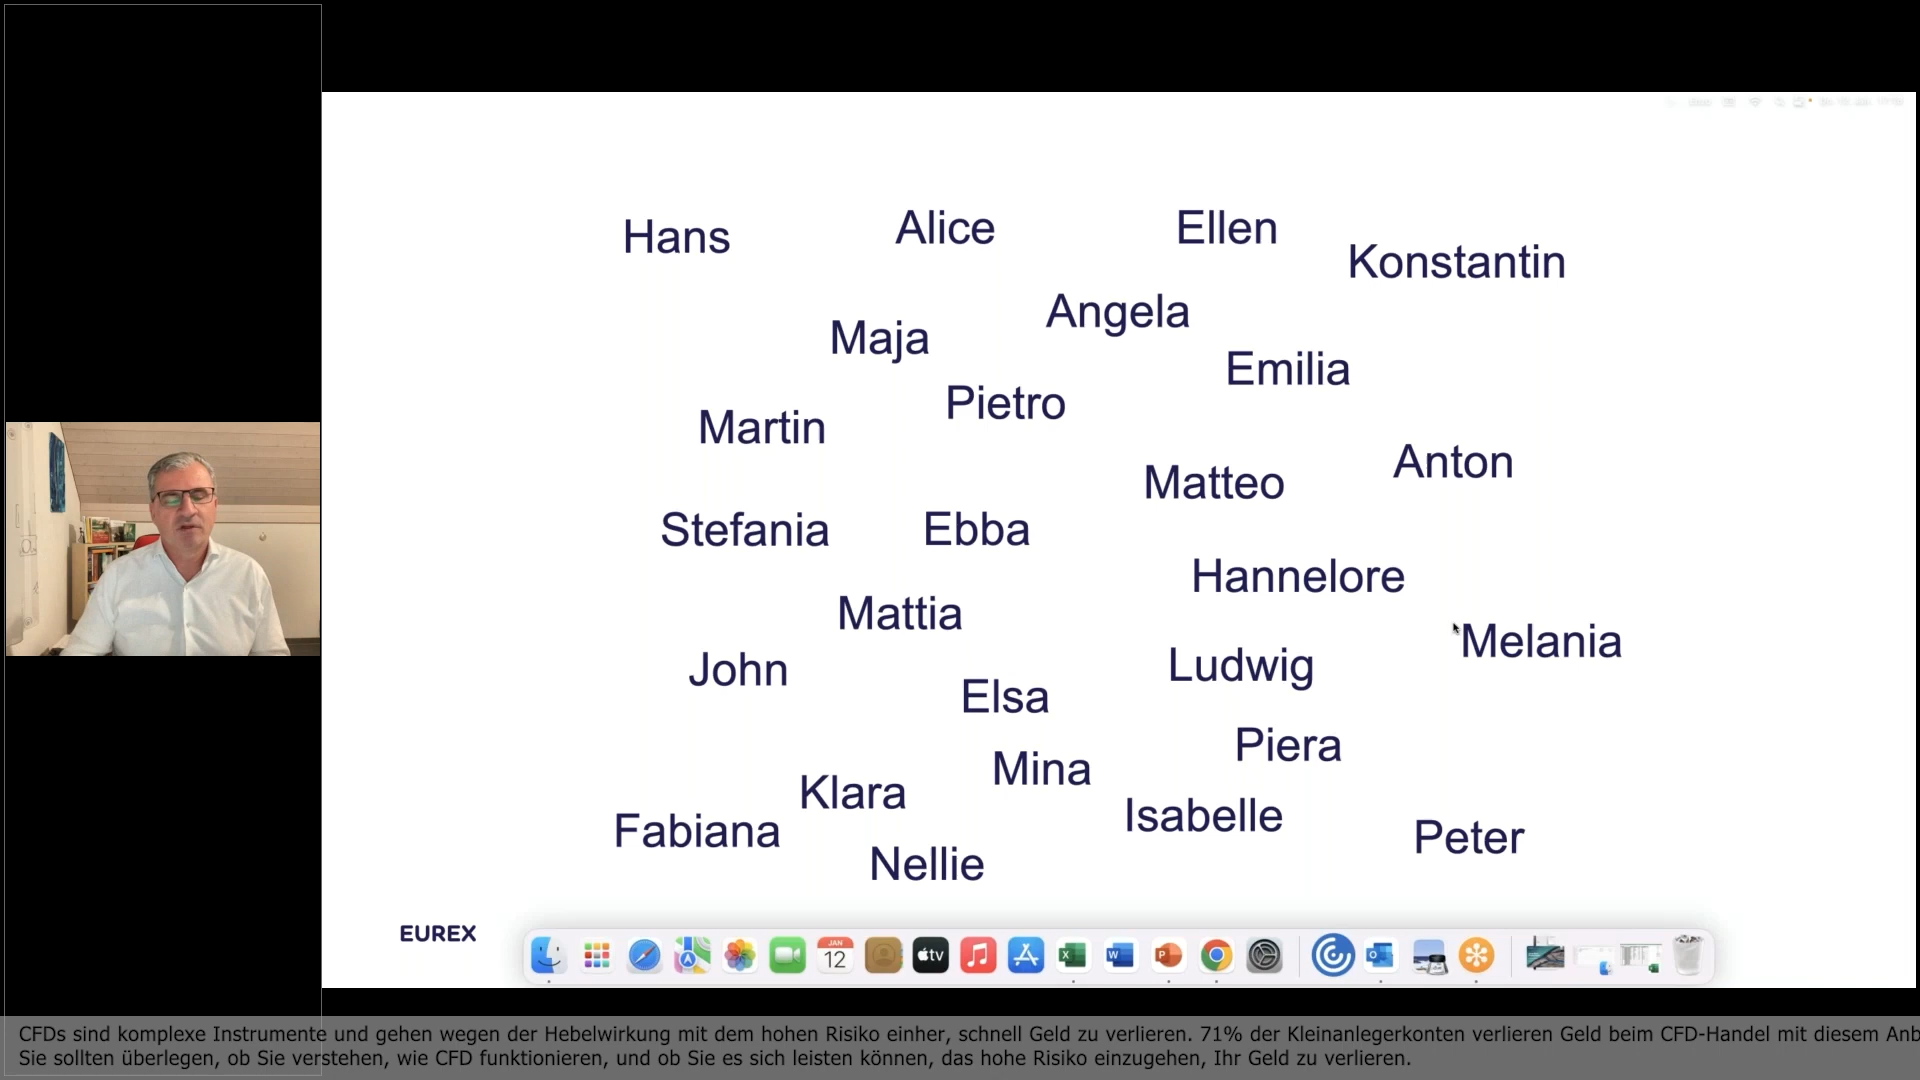 Hans
Alice
Ellen
Konstantin
Angela
Maja
Emilia
Pietro
Martin
Anton
Matteo
Stefania
Ebba
Hannelore
Mattia
Melania
John
Ludwig
Elsa
Piera
Mina
Klara
Isabelle
Fabiana
Peter
Nellie
EUREX
JAN
12
tv
CFDs sind komplexe Instrumente und gehen wegen der Hebelwirkung mit dem hohen Risiko einher, schnell Geld zu verlieren. 71% der Kleinanlegerkonten verlieren Geld beim CFD-Handel mit diesem Anb
Sie sollten überlegen, ob Sie verstehen, wie CFD funktionieren, und ob Sie es sich leisten können, das hohe Risiko einzugehen, Ihr Geld zu verlieren.